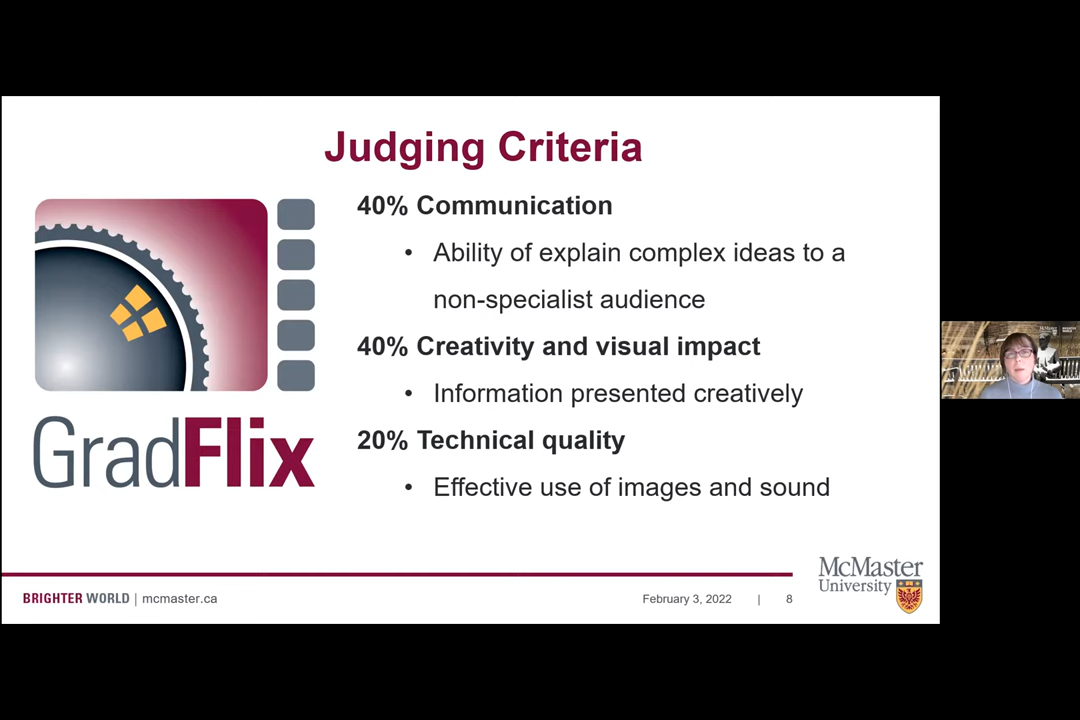 Judging Criteria
40% Communication
• Ability of explain complex ideas to a
non-specialist audience
40% Creativity and visual impact
• Information presented creatively
20% Technical quality
• Effective use of images and sound
GradFlix
BRIGHTER WORLD | mcmaster.ca
February 3, 2022 | 8
McMaster
University